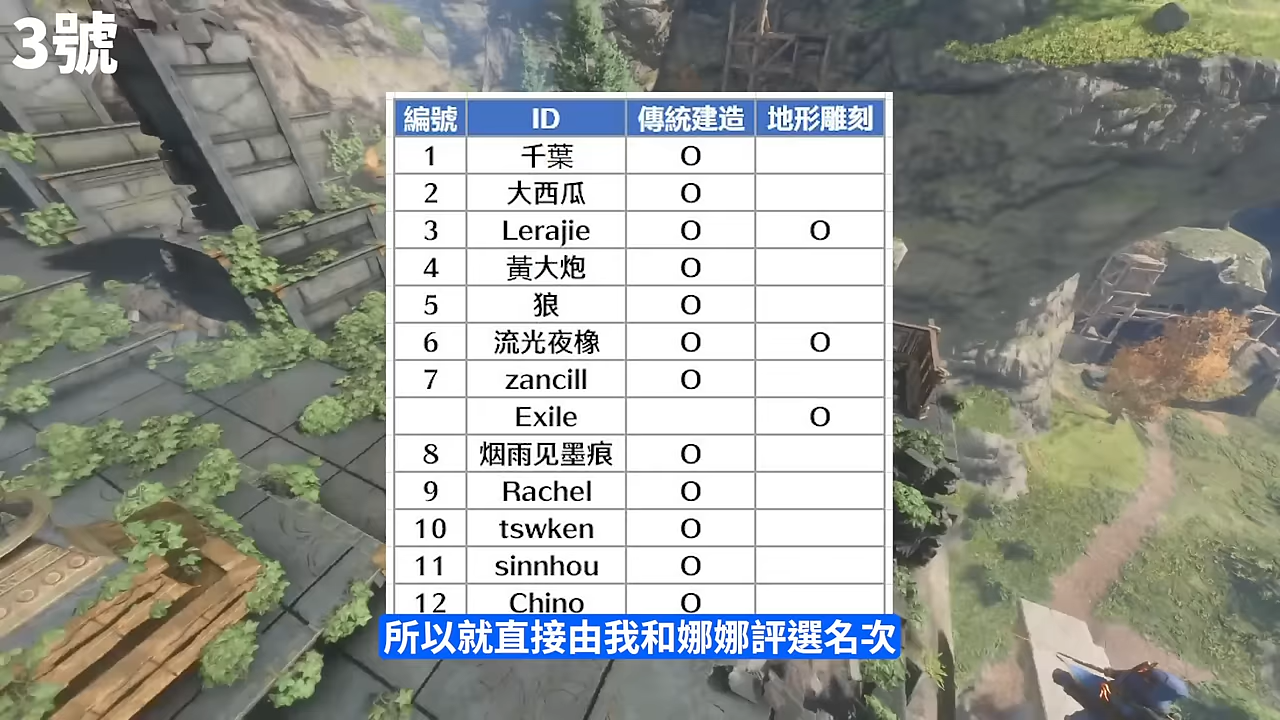 3號
編號 ID 傳統建造 地形雕刻
1 千葉 O
2 大西瓜 O
3 Lerajie O O
4 黃大炮 O
5 狼 O
6 流光夜橡 O O
7 zancill O
Exile O
8 烟雨见墨痕 O
9 Rachel O
10 tswken O
11 sinnhou O
12 Chino O
所以就直接由我和娜娜評選名次